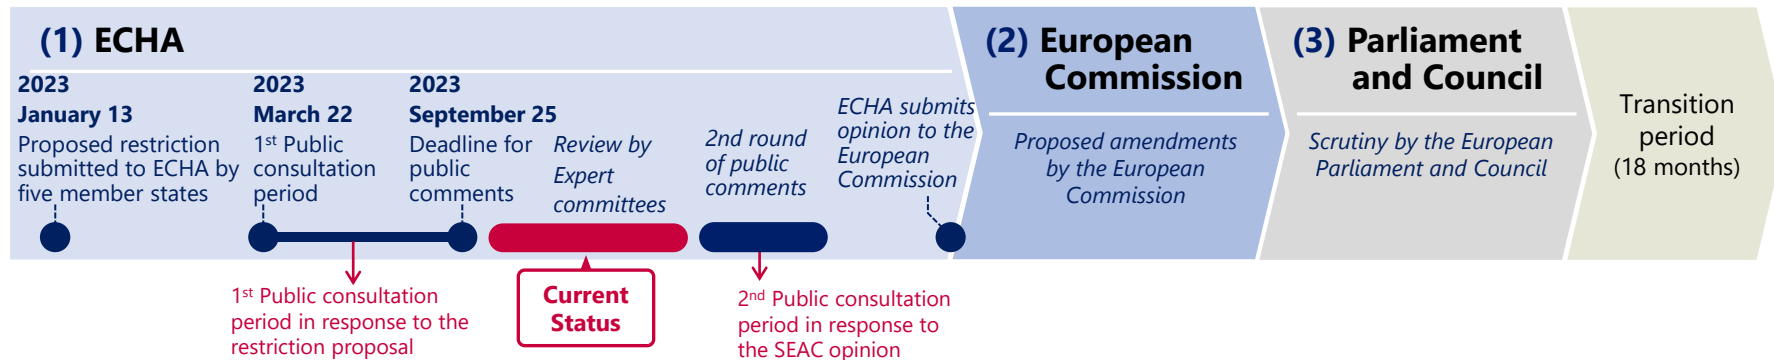 (1) ECHA
2023
January 13
Proposed restriction
submitted to ECHA by
five member states
2023
March 22
1st Public
consultation
period
2023
September 25
Deadline for
public
comments
Review by
Expert
committees
2nd round
of public
comments
ECHA submits
opinion to the
European
Commission
1st Public consultation
period in response to the
restriction proposal
Current
Status
2nd Public consultation
period in response to
the SEAC opinion
(2) European
Commission
Proposed amendments
by the European
Commission
(3) Parliament
and Council
Scrutiny by the European
Parliament and Council
Transition
period
(18 months)